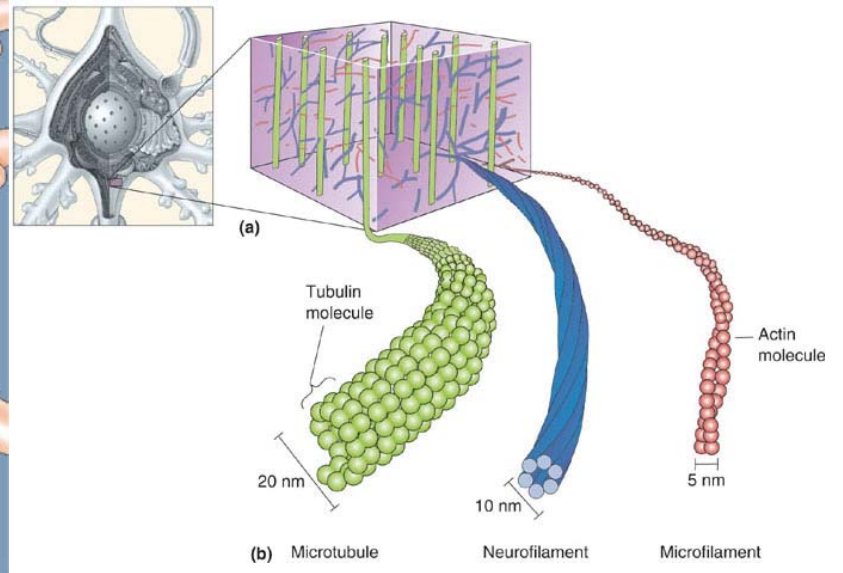 (a)
Tubulin
molecule
Actin
molecule
20 nm
10 nm
5 nm
(b) Microtubule
Neurofilament
Microfilament